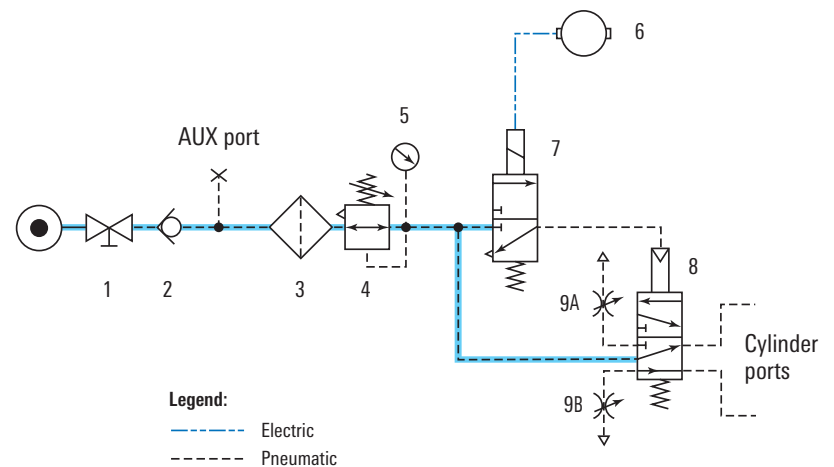 6
5
7
AUX port
1
2
3
4
8
9A
Cylinder
ports
9B
Legend:
Electric
Pneumatic